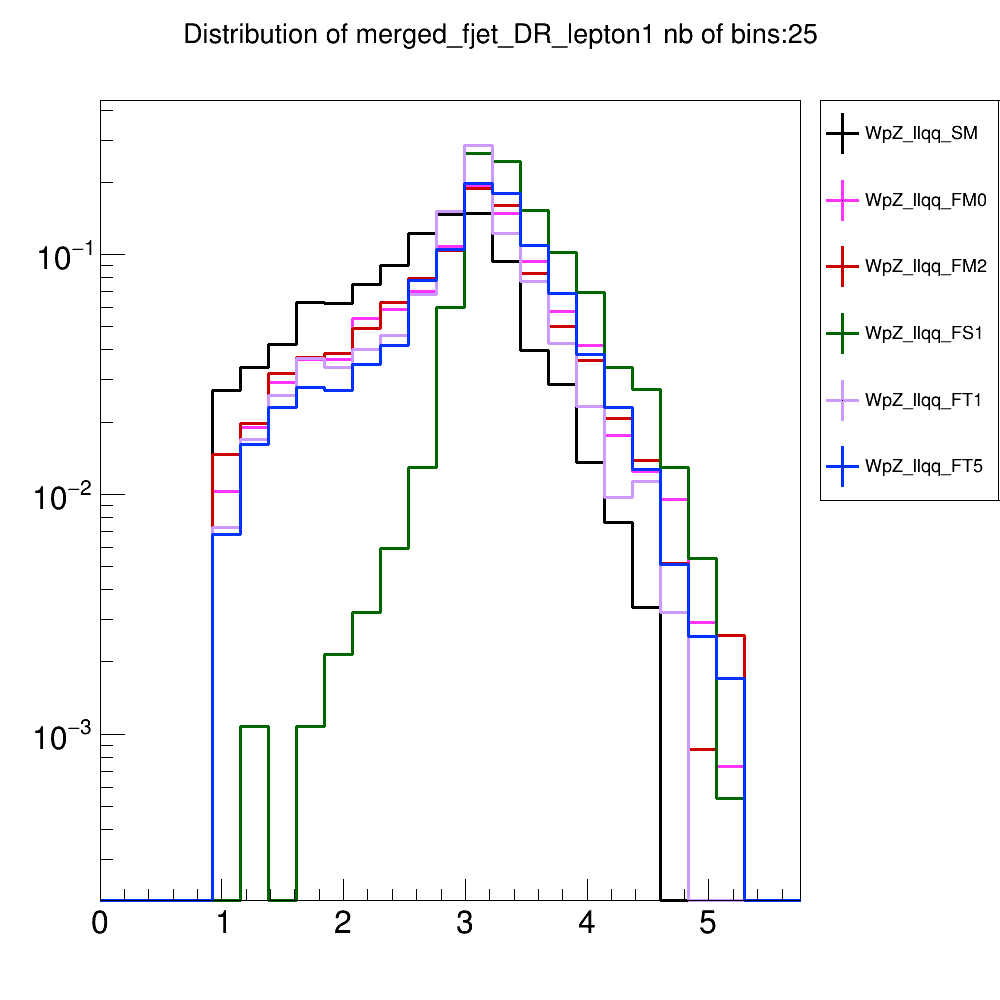 Distribution of merged_fjet_DR_lepton1 nb of bins:25
WpZ_llqq_SM
WpZ_llqq_FM0
WpZ_llqq_FM2
WpZ_llqq_FS1
WpZ_llqq_FT1
WpZ_llqq_FT5
10⁻¹
10⁻²
10⁻³
0 1 2 3 4 5